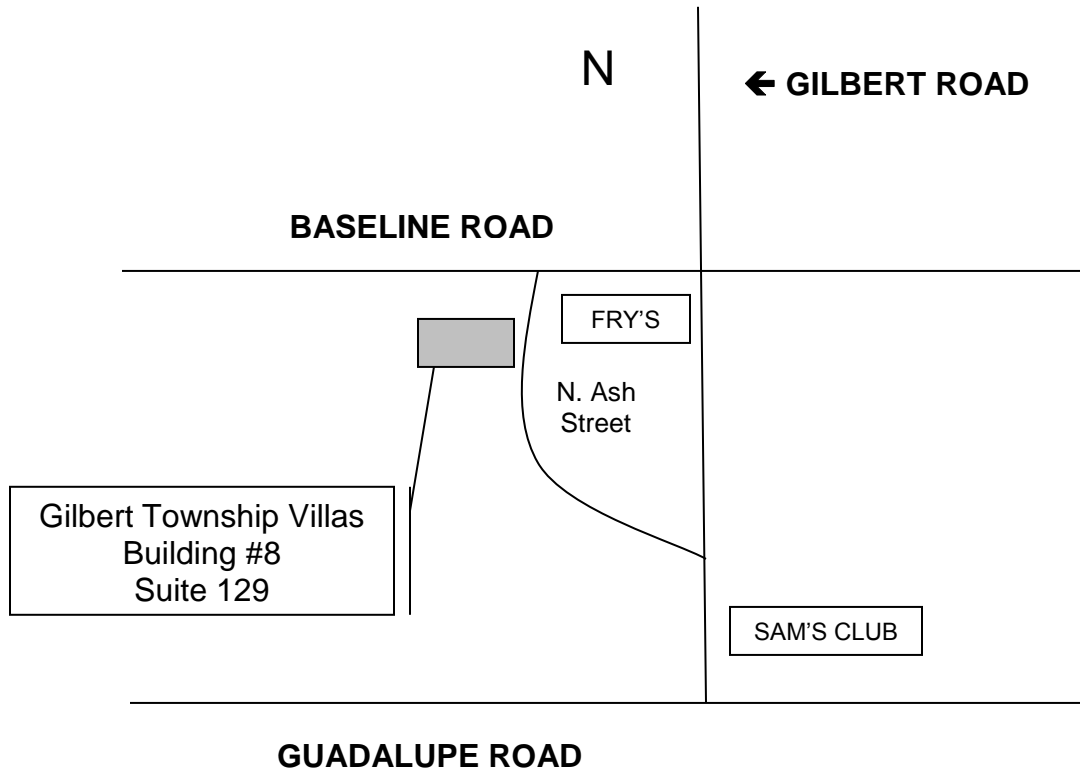 N
← GILBERT ROAD
BASELINE ROAD
FRY'S
N. Ash
Street
Gilbert Township Villas
Building #8
Suite 129
SAM'S CLUB
GUADALUPE ROAD